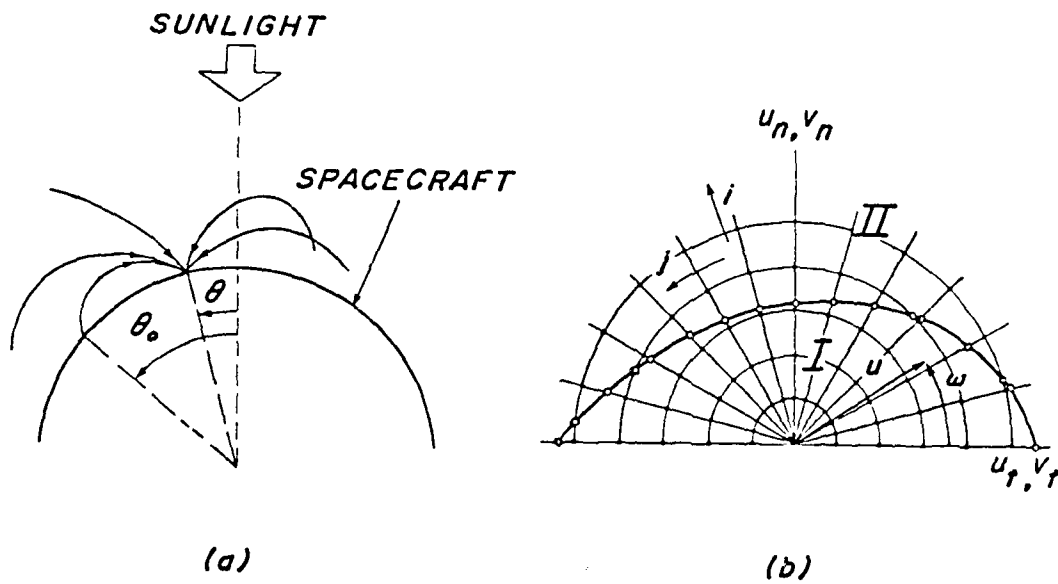 SUNLIGHT
SPACECRAFT
θ
θo
(a)
un, vn
i
j
II
I
u
ω
ut, vt
(b)